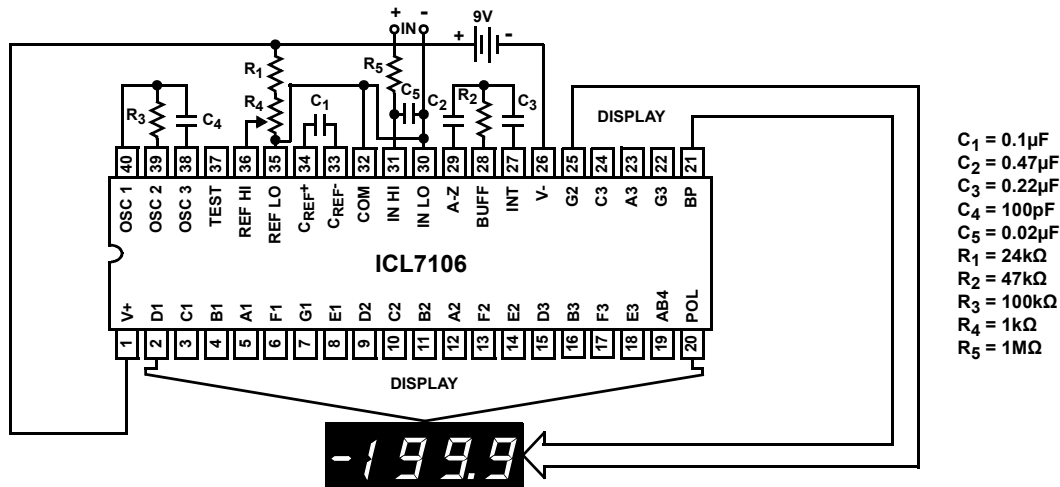 + -
IN
9V
+ -
R1
R5
R4
C5
R3
C4
C1
C2
R2
C3
DISPLAY
40 39 38 37 36 35 34 33 32 31 30 29 28 27 26 25 24 23 22 21
OSC 1
OSC 2
OSC 3
TEST
REF HI
REF LO
CREF+
CREF-
COM
IN HI
IN LO
A-Z
BUFF
INT
V-
G2
C3
A3
G3
BP
ICL7106
V+
D1
C1
B1
A1
F1
G1
E1
D2
C2
B2
A2
F2
E2
D3
B3
F3
E3
AB4
POL
1 2 3 4 5 6 7 8 9 10 11 12 13 14 15 16 17 18 19 20
DISPLAY
-199.9
C1 = 0.1µF
C2 = 0.47µF
C3 = 0.22µF
C4 = 100pF
C5 = 0.02µF
R1 = 24kΩ
R2 = 47kΩ
R3 = 100kΩ
R4 = 1kΩ
R5 = 1MΩ